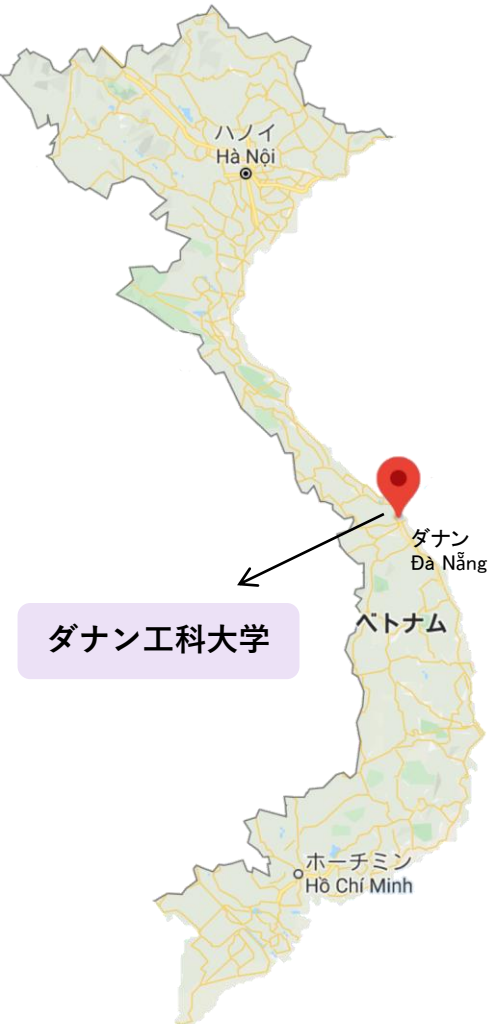 ハノイ
Hà Nội
ダナン
Đà Nẵng
ダナン工科大学
ベトナム
ホーチミン
Hồ Chí Minh